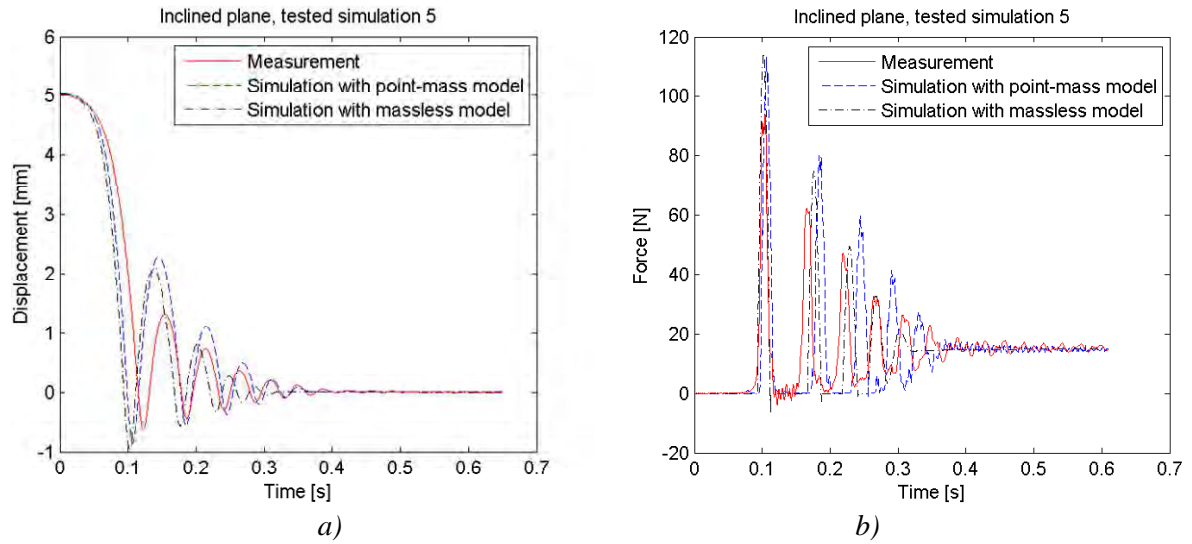 Inclined plane, tested simulation 5
Measurement
Simulation with point-mass model
Simulation with massless model
Displacement [mm]
6
5
4
3
2
1
0
-1
0 0.1 0.2 0.3 0.4 0.5 0.6 0.7
Time [s]
a)
Inclined plane, tested simulation 5
Measurement
Simulation with point-mass model
Simulation with massless model
Force [N]
120
100
80
60
40
20
0
-20
0 0.1 0.2 0.3 0.4 0.5 0.6 0.7
Time [s]
b)